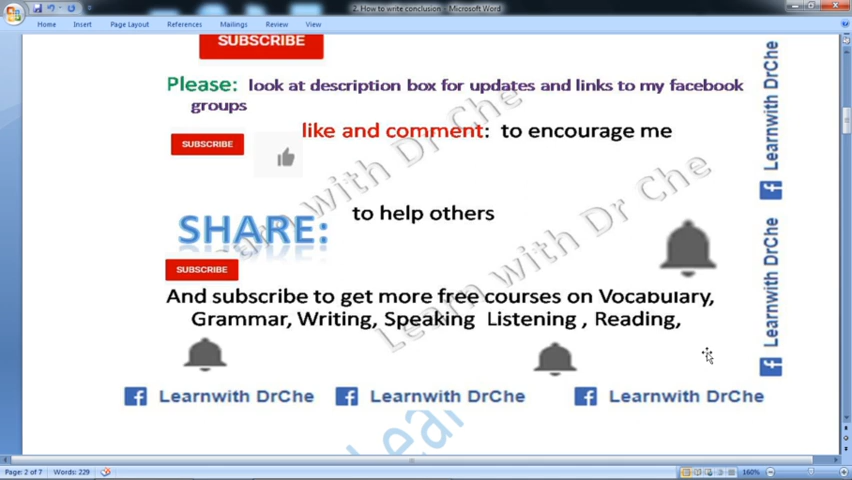 2. How to write conclusion - Microsoft Word
Home Insert Page Layout References Mailings Review View
SUBSCRIBE
Please: look at description box for updates and links to my facebook
groups
SUBSCRIBE
like and comment: to encourage me
SHARE: to help others
SUBSCRIBE
And subscribe to get more free courses on Vocabulary,
Grammar, Writing, Speaking Listening , Reading,
Learnwith DrChe
Learnwith DrChe
Learnwith DrChe
Learnwith DrChe
Learnwith DrChe
Learn with Dr Che
Learn with Dr Che
Lear
Page: 2 of 7 Words: 229
160%